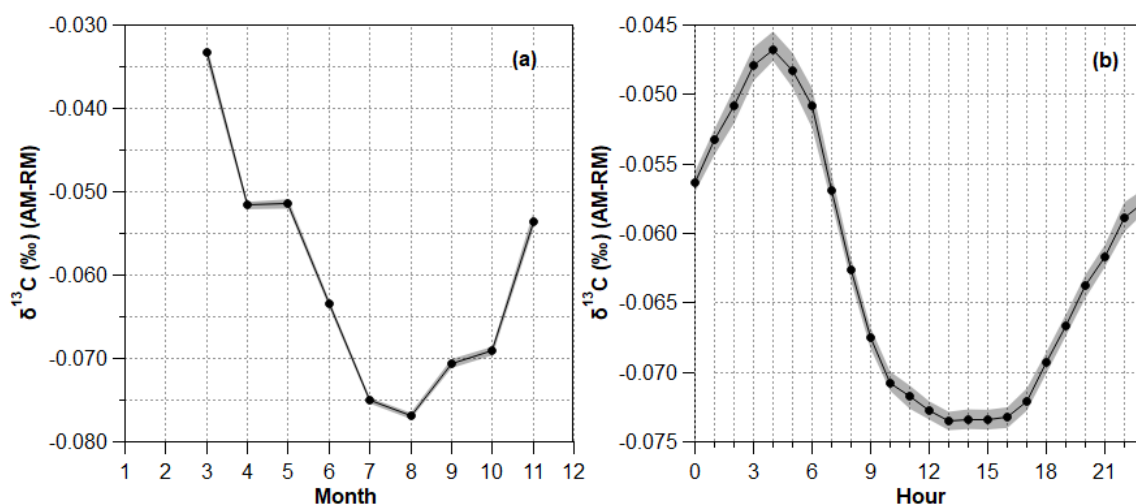 -0.030
-0.040
-0.050
-0.060
-0.070
-0.080
δ¹³C (‰) (AM-RM)
(a)
1 2 3 4 5 6 7 8 9 10 11 12
Month
-0.045
-0.050
-0.055
-0.060
-0.065
-0.070
-0.075
δ¹³C (‰) (AM-RM)
(b)
0 3 6 9 12 15 18 21
Hour